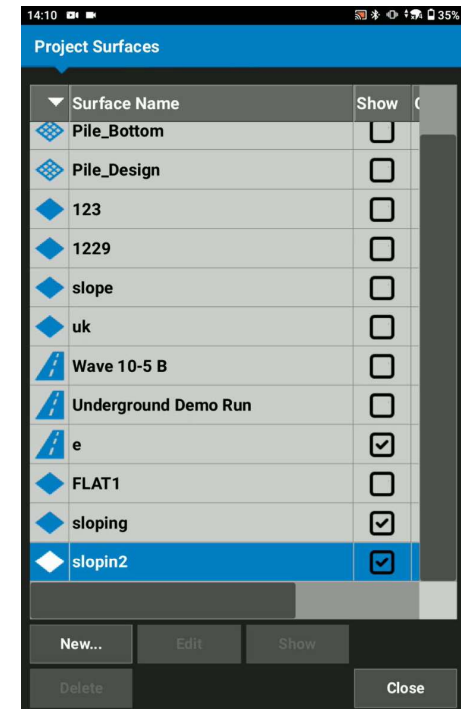 14:10 35%
Project Surfaces
Surface Name Show
Pile_Bottom
Pile_Design
123
1229
slope
uk
Wave 10-5 B
Underground Demo Run
e
FLAT1
sloping
slopin2
New... Edit Show
Delete Close